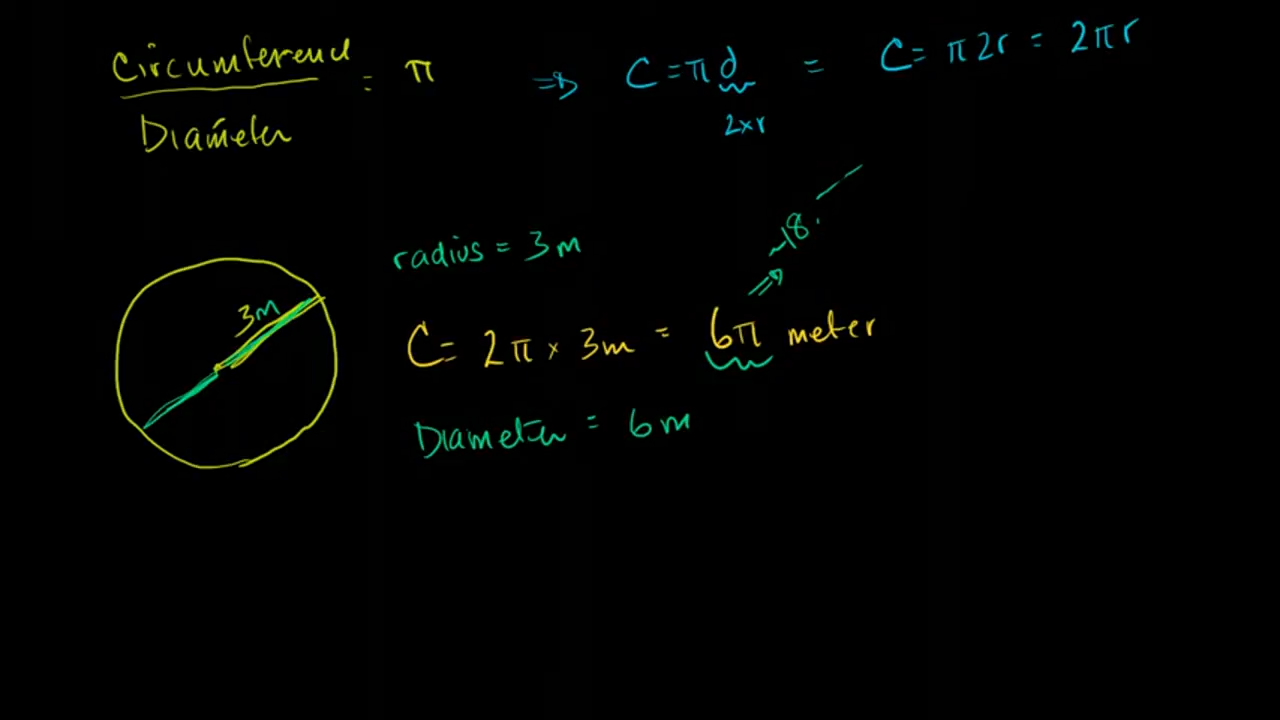 Circumference
Diameter
= π
⇒ C = πd = C = π2r = 2πr
2×r
~18.
⇒
radius = 3m
3m
C = 2π × 3m = 6π meter
Diameter = 6m